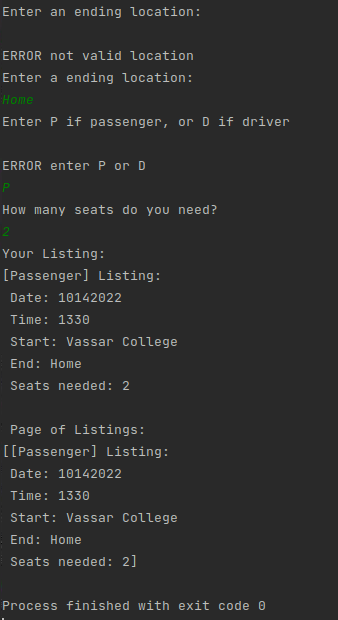 Enter an ending location:
ERROR not valid location
Enter a ending location:
Home
Enter P if passenger, or D if driver
ERROR enter P or D
P
How many seats do you need?
2
Your Listing:
[Passenger] Listing:
Date: 10142022
Time: 1330
Start: Vassar College
End: Home
Seats needed: 2
Page of Listings:
[[Passenger] Listing:
Date: 10142022
Time: 1330
Start: Vassar College
End: Home
Seats needed: 2]
Process finished with exit code 0